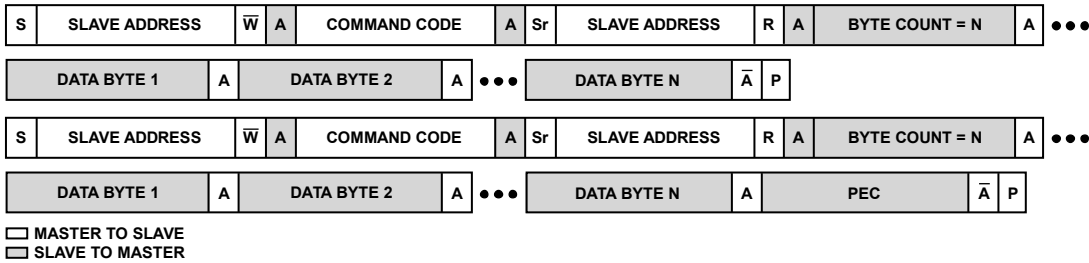 S SLAVE ADDRESS W̅ A COMMAND CODE A Sr SLAVE ADDRESS R A BYTE COUNT = N A •••
DATA BYTE 1 A DATA BYTE 2 A ••• DATA BYTE N A̅ P
S SLAVE ADDRESS W̅ A COMMAND CODE A Sr SLAVE ADDRESS R A BYTE COUNT = N A •••
DATA BYTE 1 A DATA BYTE 2 A ••• DATA BYTE N A PEC A̅ P
MASTER TO SLAVE
SLAVE TO MASTER